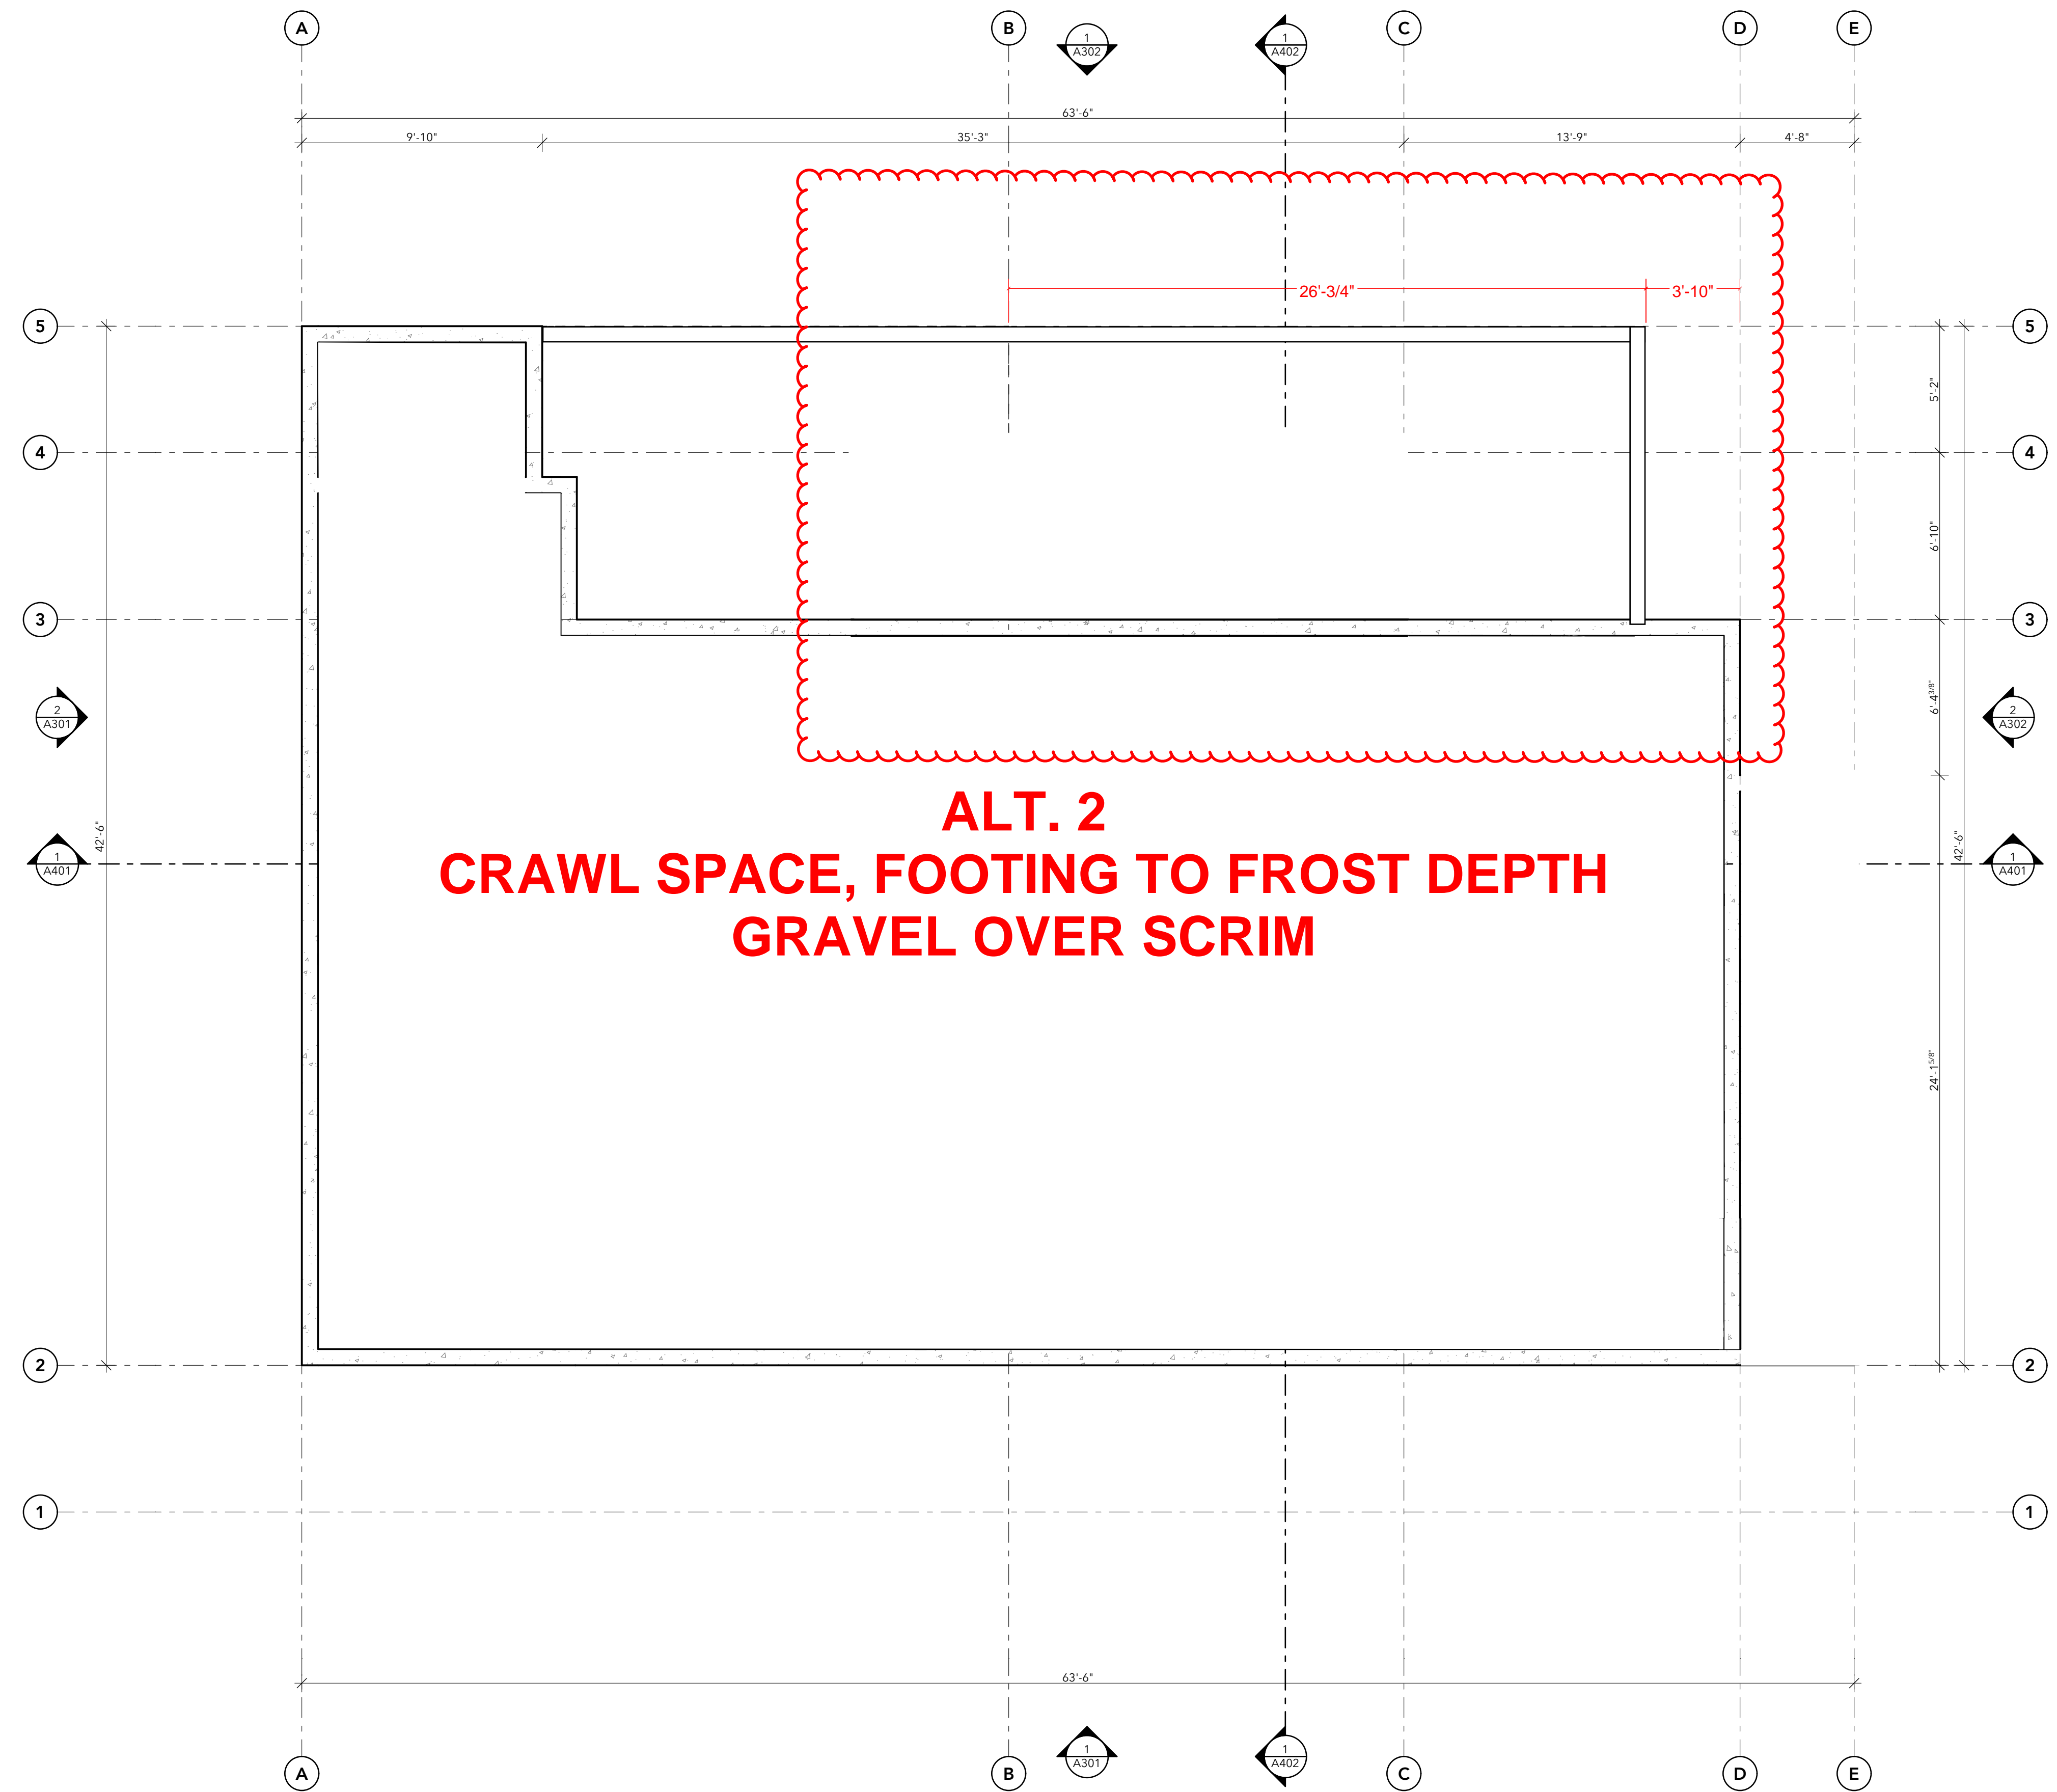 A B C D E
1
A302
1
A402
63'-6"
9'-10" 35'-3" 13'-9" 4'-8"
26'-3/4" 3'-10"
5 5
5'-2"
4 4
6'-10"
3 3
6'-4 3/8"
2
A301
2
A302
ALT. 2
CRAWL SPACE, FOOTING TO FROST DEPTH
GRAVEL OVER SCRIM
42'-6" 42'-6"
1
A401
1
A401
24'-1 5/8"
2 2
1 1
63'-6"
1
A301
1
A402
A B C D E